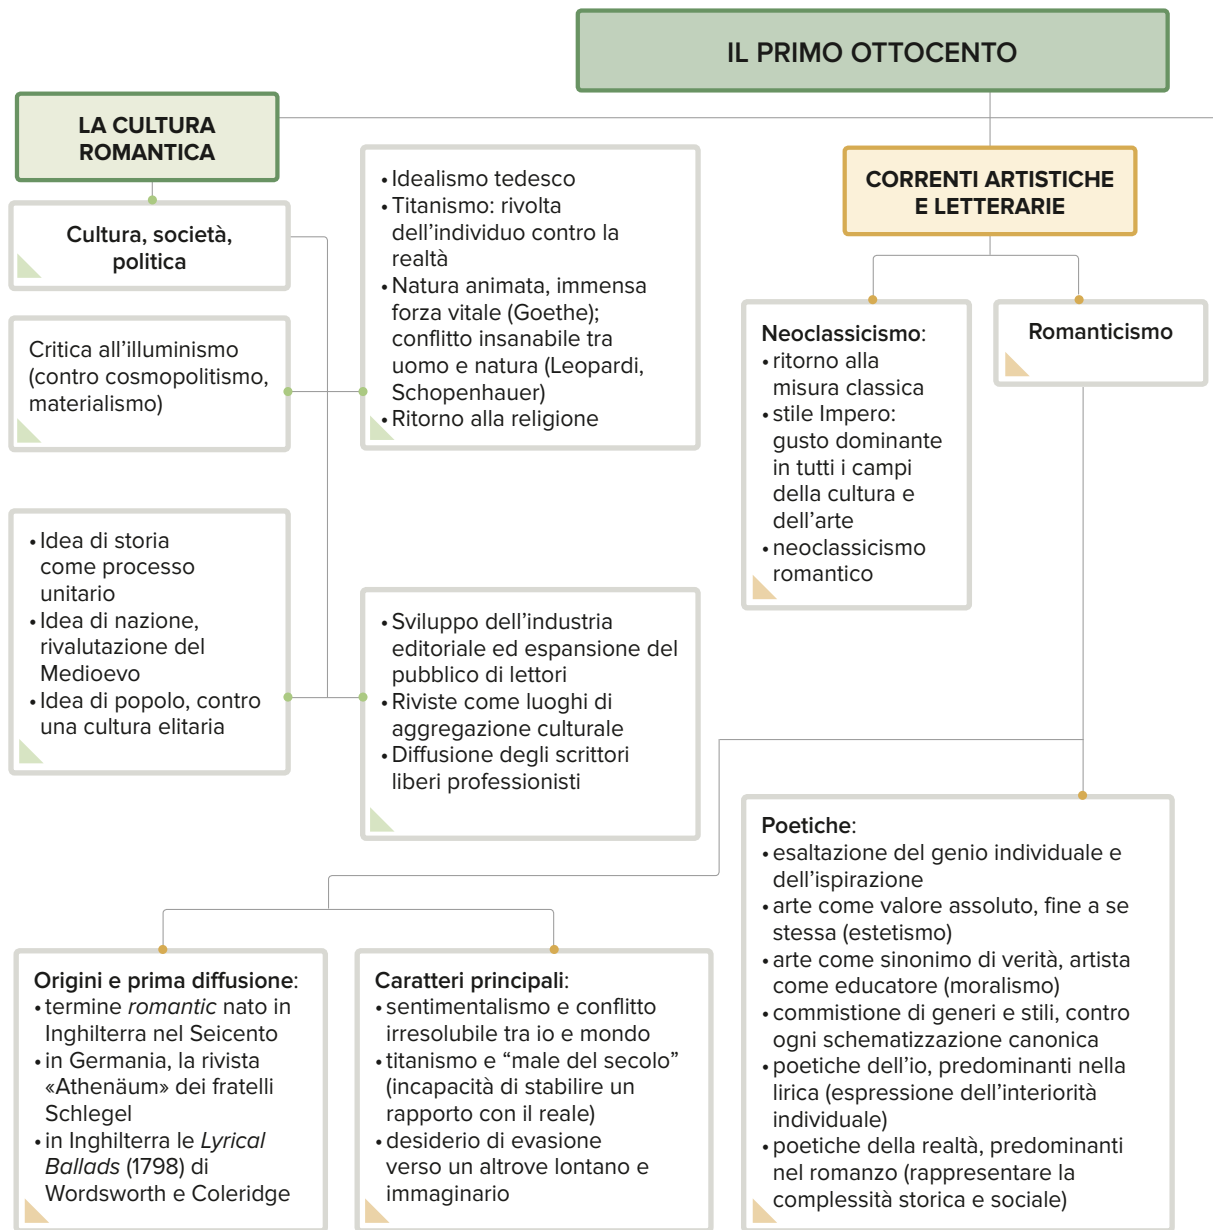 IL PRIMO OTTOCENTO
LA CULTURA
ROMANTICA
Cultura, società,
politica
Critica all’illuminismo
(contro cosmopolitismo,
materialismo)
• Idealismo tedesco
• Titanismo: rivolta
dell’individuo contro la
realtà
• Natura animata, immensa
forza vitale (Goethe);
conflitto insanabile tra
uomo e natura (Leopardi,
Schopenhauer)
• Ritorno alla religione
• Idea di storia
come processo
unitario
• Idea di nazione,
rivalutazione del
Medioevo
• Idea di popolo, contro
una cultura elitaria
• Sviluppo dell’industria
editoriale ed espansione del
pubblico di lettori
• Riviste come luoghi di
aggregazione culturale
• Diffusione degli scrittori
liberi professionisti
CORRENTI ARTISTICHE
E LETTERARIE
Neoclassicismo:
• ritorno alla
misura classica
• stile Impero:
gusto dominante
in tutti i campi
della cultura e
dell’arte
• neoclassicismo
romantico
Romanticismo
Origini e prima diffusione:
• termine romantic nato in
Inghilterra nel Seicento
• in Germania, la rivista
«Athenäum» dei fratelli
Schlegel
• in Inghilterra le Lyrical
Ballads (1798) di
Wordsworth e Coleridge
Caratteri principali:
• sentimentalismo e conflitto
irresolubile tra io e mondo
• titanismo e “male del secolo”
(incapacità di stabilire un
rapporto con il reale)
• desiderio di evasione
verso un altrove lontano e
immaginario
Poetiche:
• esaltazione del genio individuale e
dell’ispirazione
• arte come valore assoluto, fine a se
stessa (estetismo)
• arte come sinonimo di verità, artista
come educatore (moralismo)
• commistione di generi e stili, contro
ogni schematizzazione canonica
• poetiche dell’io, predominanti nella
lirica (espressione dell’interiorità
individuale)
• poetiche della realtà, predominanti
nel romanzo (rappresentare la
complessità storica e sociale)